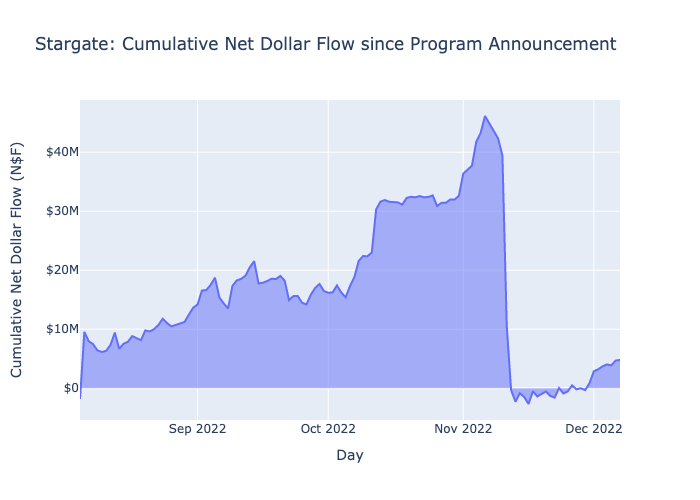 Stargate: Cumulative Net Dollar Flow since Program Announcement
Cumulative Net Dollar Flow (N$F)
$40M
$30M
$20M
$10M
$0
Sep 2022
Oct 2022
Nov 2022
Dec 2022
Day